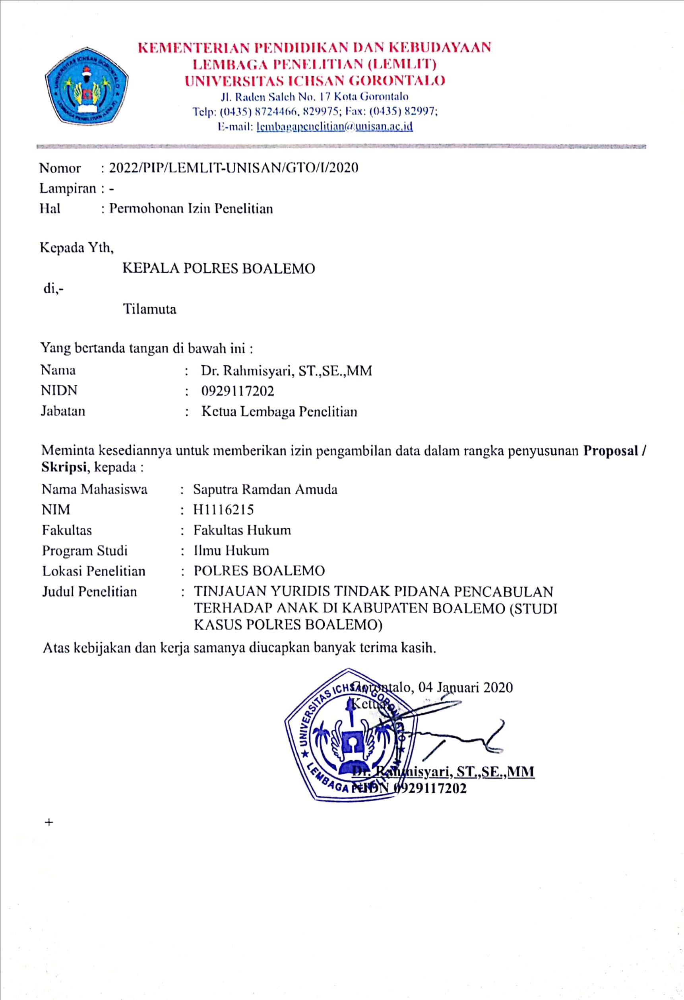 KEMENTERIAN PENDIDIKAN DAN KEBUDAYAAN
LEMBAGA PENELITIAN (LEMLIT)
UNIVERSITAS ICHSAN GORONTALO
Jl. Raden Saleh No. 17 Kota Gorontalo
Telp: (0435) 8724466, 829975; Fax: (0435) 82997;
E-mail: lembagapenelitian@unisan.ac.id
UNIVERSITAS ICHSAN GORONTALO
LEMBAGA PENELITIAN (LEMLIT)
Nomor : 2022/PIP/LEMLIT-UNISAN/GTO/I/2020
Lampiran : -
Hal : Permohonan Izin Penelitian
Kepada Yth,
KEPALA POLRES BOALEMO
di,-
Tilamuta
Yang bertanda tangan di bawah ini :
Nama : Dr. Rahmisyari, ST.,SE.,MM
NIDN : 0929117202
Jabatan : Ketua Lembaga Penelitian
Meminta kesediannya untuk memberikan izin pengambilan data dalam rangka penyusunan Proposal /
Skripsi, kepada :
Nama Mahasiswa : Saputra Ramdan Amuda
NIM : H1116215
Fakultas : Fakultas Hukum
Program Studi : Ilmu Hukum
Lokasi Penelitian : POLRES BOALEMO
Judul Penelitian : TINJAUAN YURIDIS TINDAK PIDANA PENCABULAN
TERHADAP ANAK DI KABUPATEN BOALEMO (STUDI
KASUS POLRES BOALEMO)
Atas kebijakan dan kerja samanya diucapkan banyak terima kasih.
Gorontalo, 04 Januari 2020
Ketua
UNIVERSITAS ICHSAN GORONTALO
LEMBAGA PENELITIAN
Dr. Rahmisyari, ST.,SE.,MM
NIDN 0929117202
+